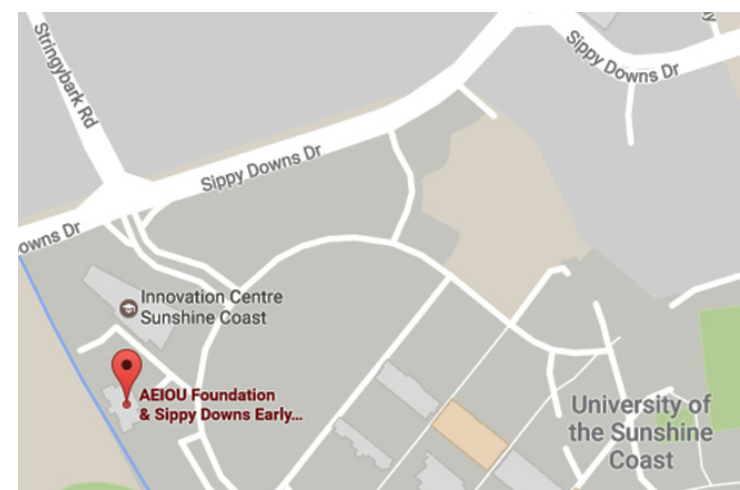 Stringybark Rd
Sippy Downs Dr
Sippy Downs Dr
owns Dr
Innovation Centre
Sunshine Coast
AEIOU Foundation
& Sippy Downs Early...
University of
the Sunshine
Coast